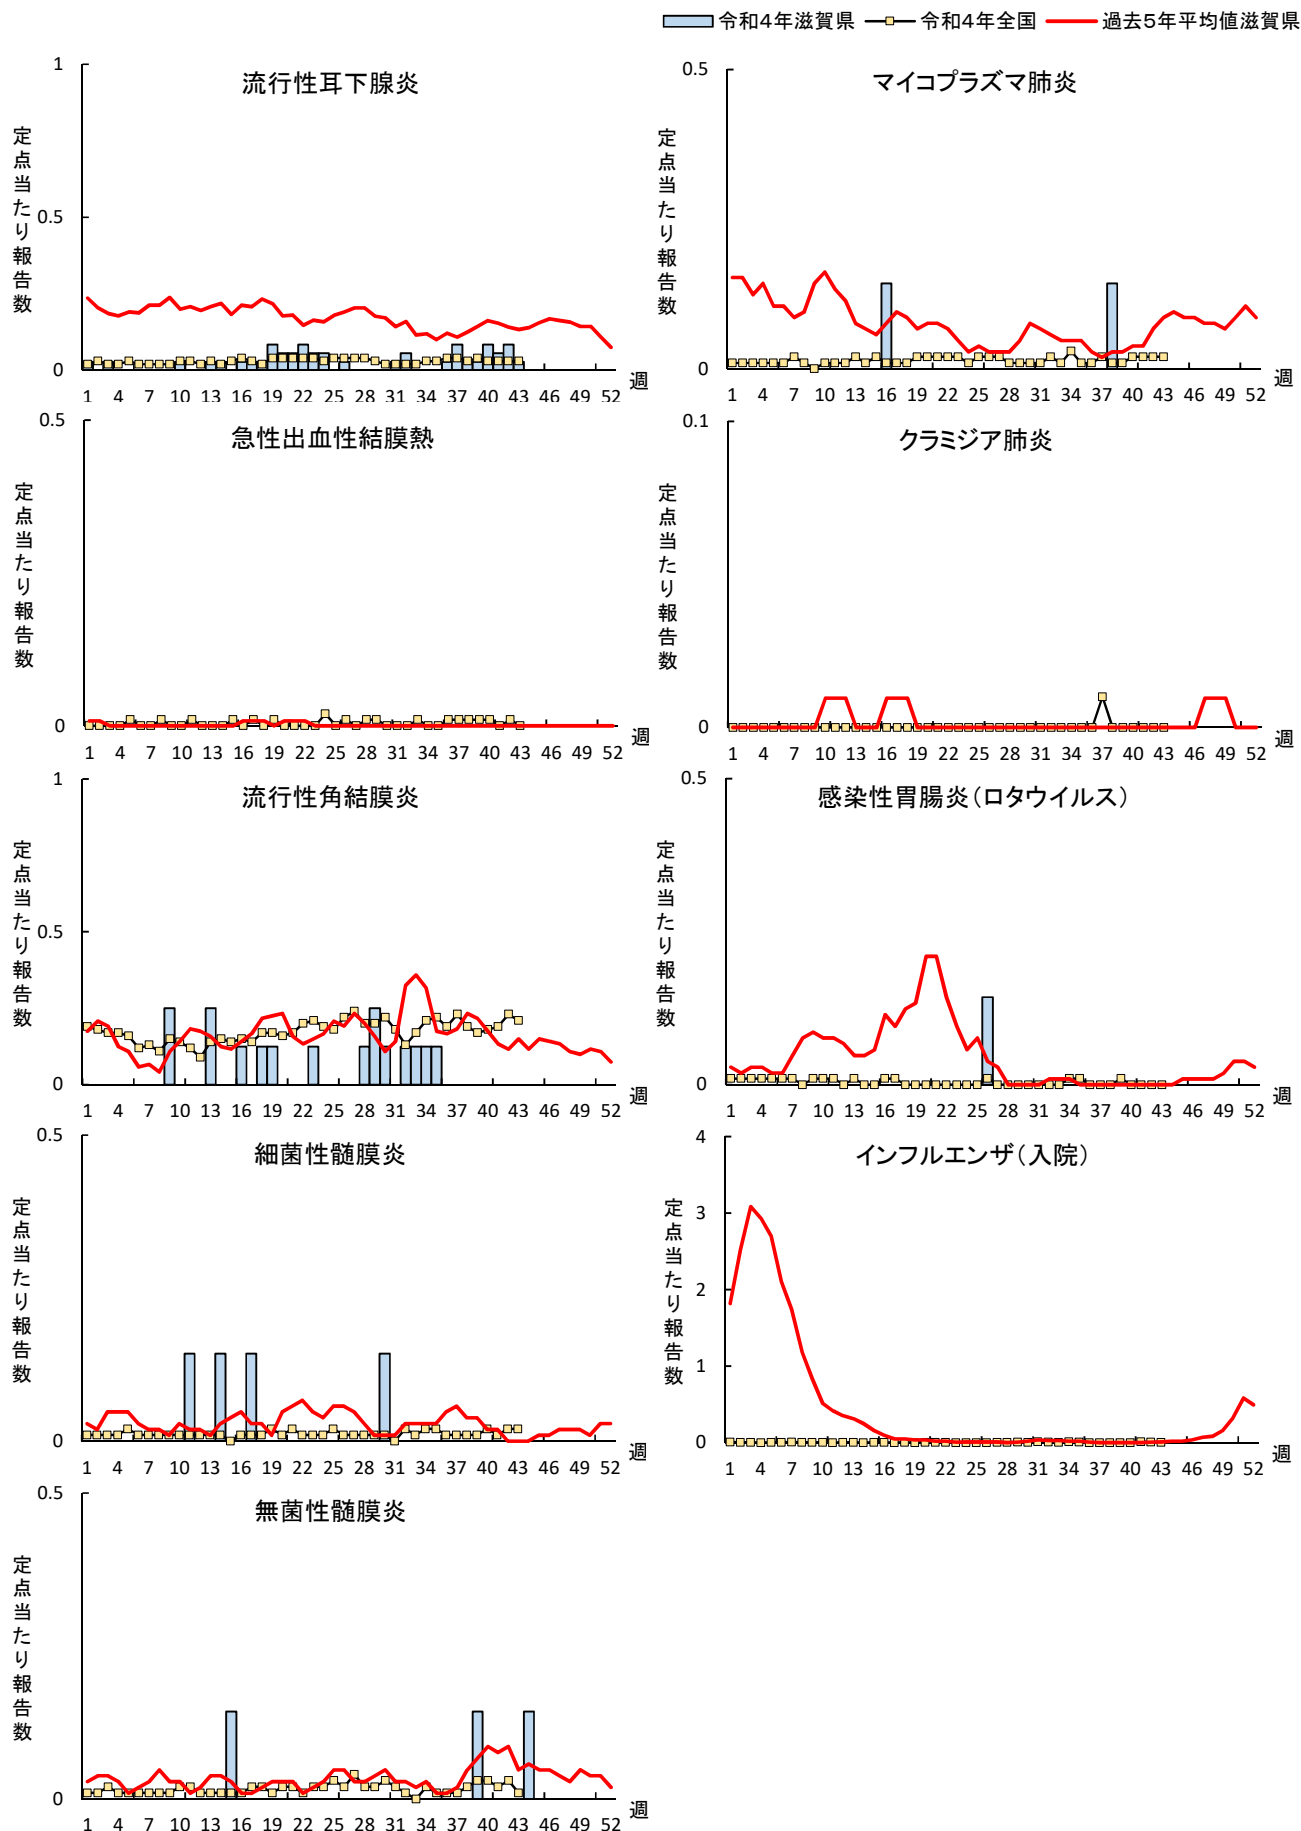 令和4年滋賀県 令和4年全国 過去5年平均値滋賀県
流行性耳下腺炎
定点当たり報告数
1
0.5
0
1 4 7 10 13 16 19 22 25 28 31 34 37 40 43 46 49 52
週
マイコプラズマ肺炎
定点当たり報告数
0.5
0
1 4 7 10 13 16 19 22 25 28 31 34 37 40 43 46 49 52
週
急性出血性結膜熱
定点当たり報告数
0.5
0
1 4 7 10 13 16 19 22 25 28 31 34 37 40 43 46 49 52
週
クラミジア肺炎
定点当たり報告数
0.1
0
1 4 7 10 13 16 19 22 25 28 31 34 37 40 43 46 49 52
週
流行性角結膜炎
定点当たり報告数
1
0.5
0
1 4 7 10 13 16 19 22 25 28 31 34 37 40 43 46 49 52
週
感染性胃腸炎（ロタウイルス）
定点当たり報告数
0.5
0
1 4 7 10 13 16 19 22 25 28 31 34 37 40 43 46 49 52
週
細菌性髄膜炎
定点当たり報告数
0.5
0
1 4 7 10 13 16 19 22 25 28 31 34 37 40 43 46 49 52
週
インフルエンザ（入院）
定点当たり報告数
4
3
2
1
0
1 4 7 10 13 16 19 22 25 28 31 34 37 40 43 46 49 52
週
無菌性髄膜炎
定点当たり報告数
0.5
0
1 4 7 10 13 16 19 22 25 28 31 34 37 40 43 46 49 52
週